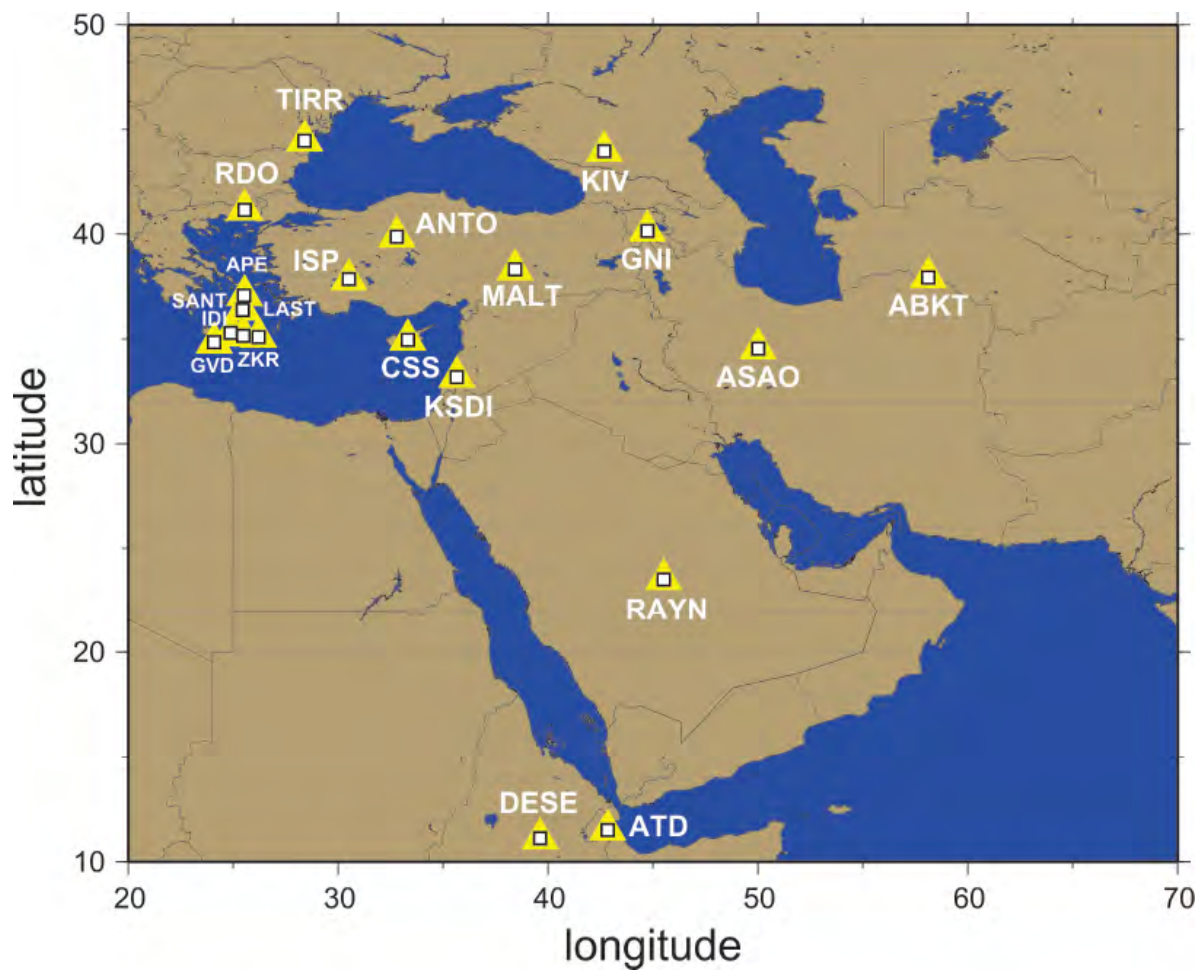 50
TIRR
RDO
KIV
40
ANTO
APE
ISP
GNI
MALT
ABKT
SANT
LAST
IDI
GVD
ZKR
CSS
ASAO
KSDI
30
latitude
RAYN
20
DESE
ATD
10
20 30 40 50 60 70
longitude